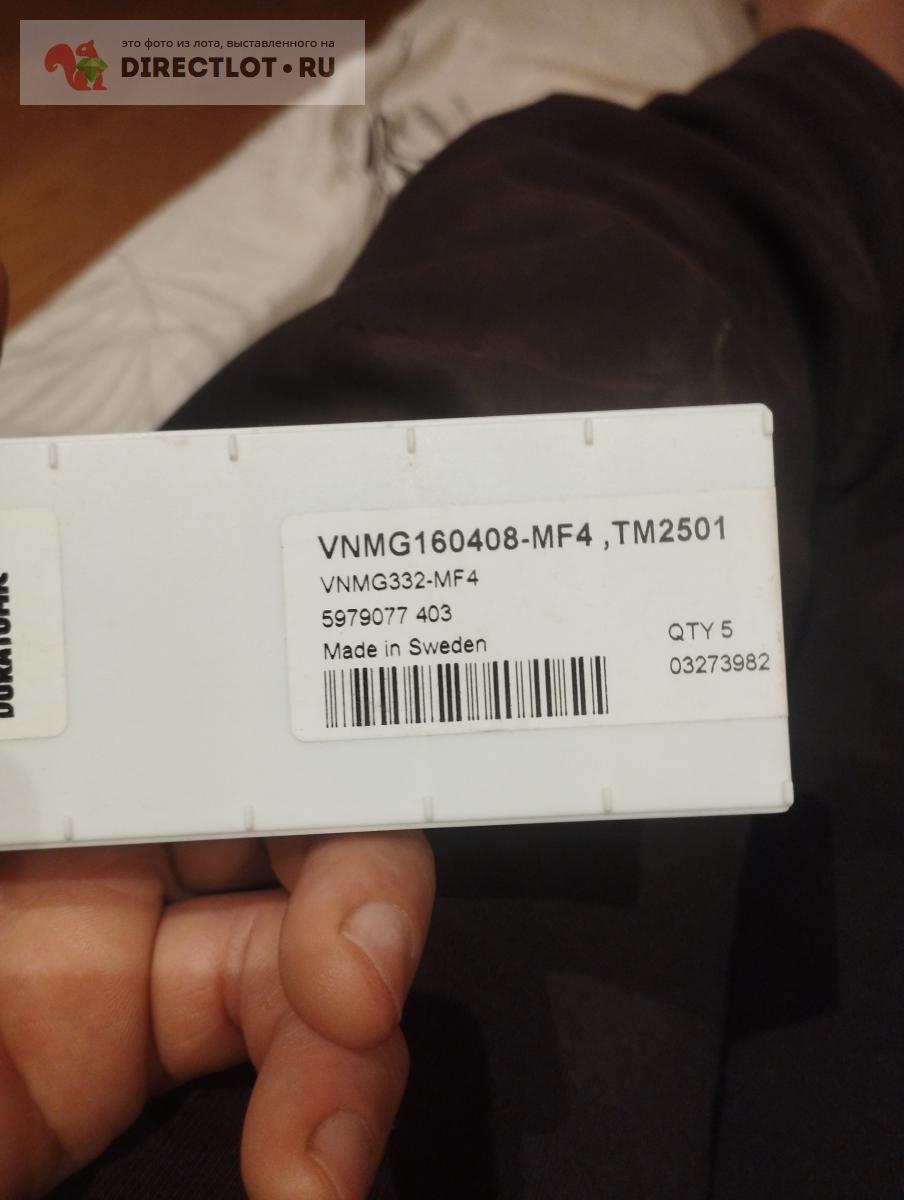 это фото из лота, выставленного на
DIRECTLOT.RU
VNMG160408-MF4 ,TM2501
VNMG332-MF4
5979077 403
Made in Sweden
QTY 5
03273982
DURATOMIC